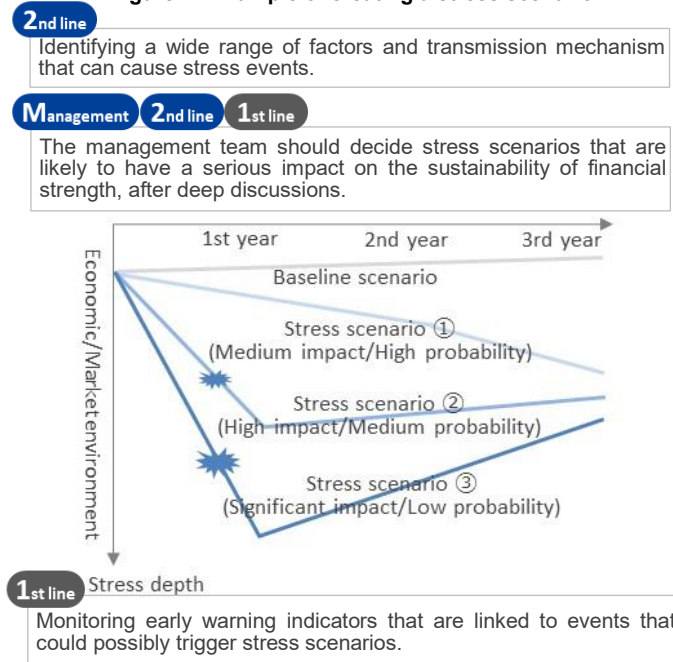 2nd line
Identifying a wide range of factors and transmission mechanism
that can cause stress events.
Management 2nd line 1st line
The management team should decide stress scenarios that are
likely to have a serious impact on the sustainability of financial
strength, after deep discussions.
1st year 2nd year 3rd year
Economic/Market environment
Baseline scenario
Stress scenario ①
(Medium impact/High probability)
Stress scenario ②
(High impact/Medium probability)
Stress scenario ③
(Significant impact/Low probability)
Stress depth
1st line
Monitoring early warning indicators that are linked to events that
could possibly trigger stress scenarios.